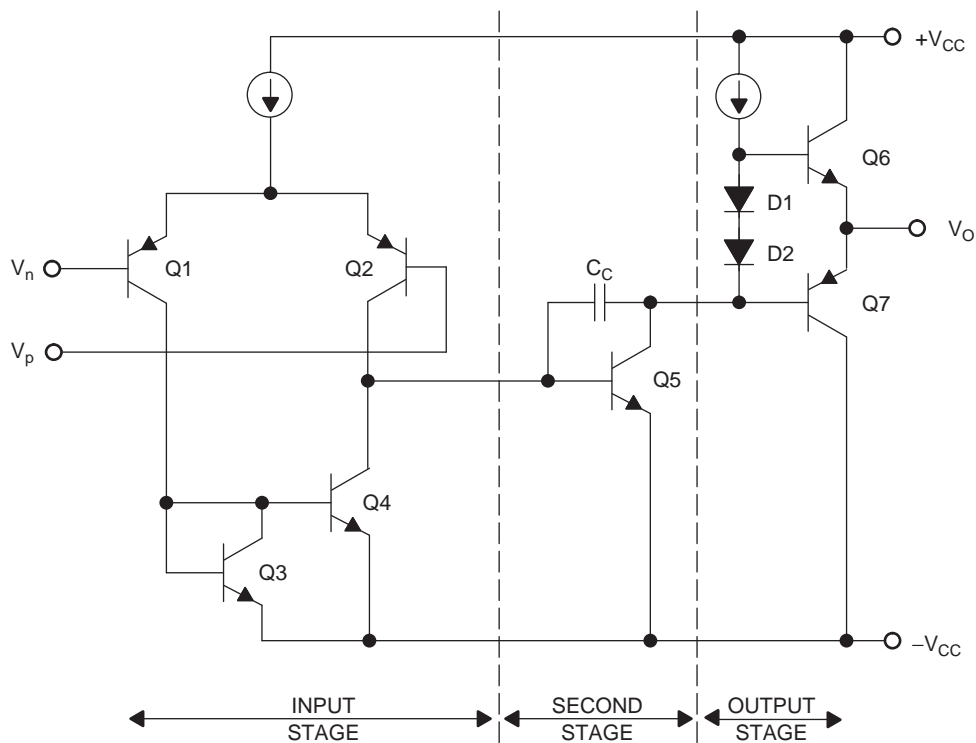 +VCC
Q6
D1
VO
Vn
Q1
Q2
D2
CC
Q7
Vp
Q5
Q4
Q3
–VCC
INPUT
STAGE
SECOND
STAGE
OUTPUT
STAGE